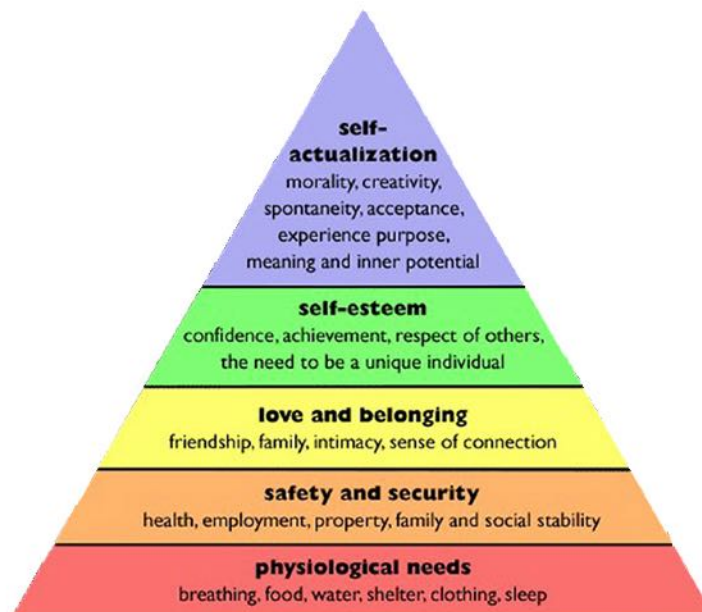 self-
actualization
morality, creativity,
spontaneity, acceptance,
experience purpose,
meaning and inner potential
self-esteem
confidence, achievement, respect of others,
the need to be a unique individual
love and belonging
friendship, family, intimacy, sense of connection
safety and security
health, employment, property, family and social stability
physiological needs
breathing, food, water, shelter, clothing, sleep